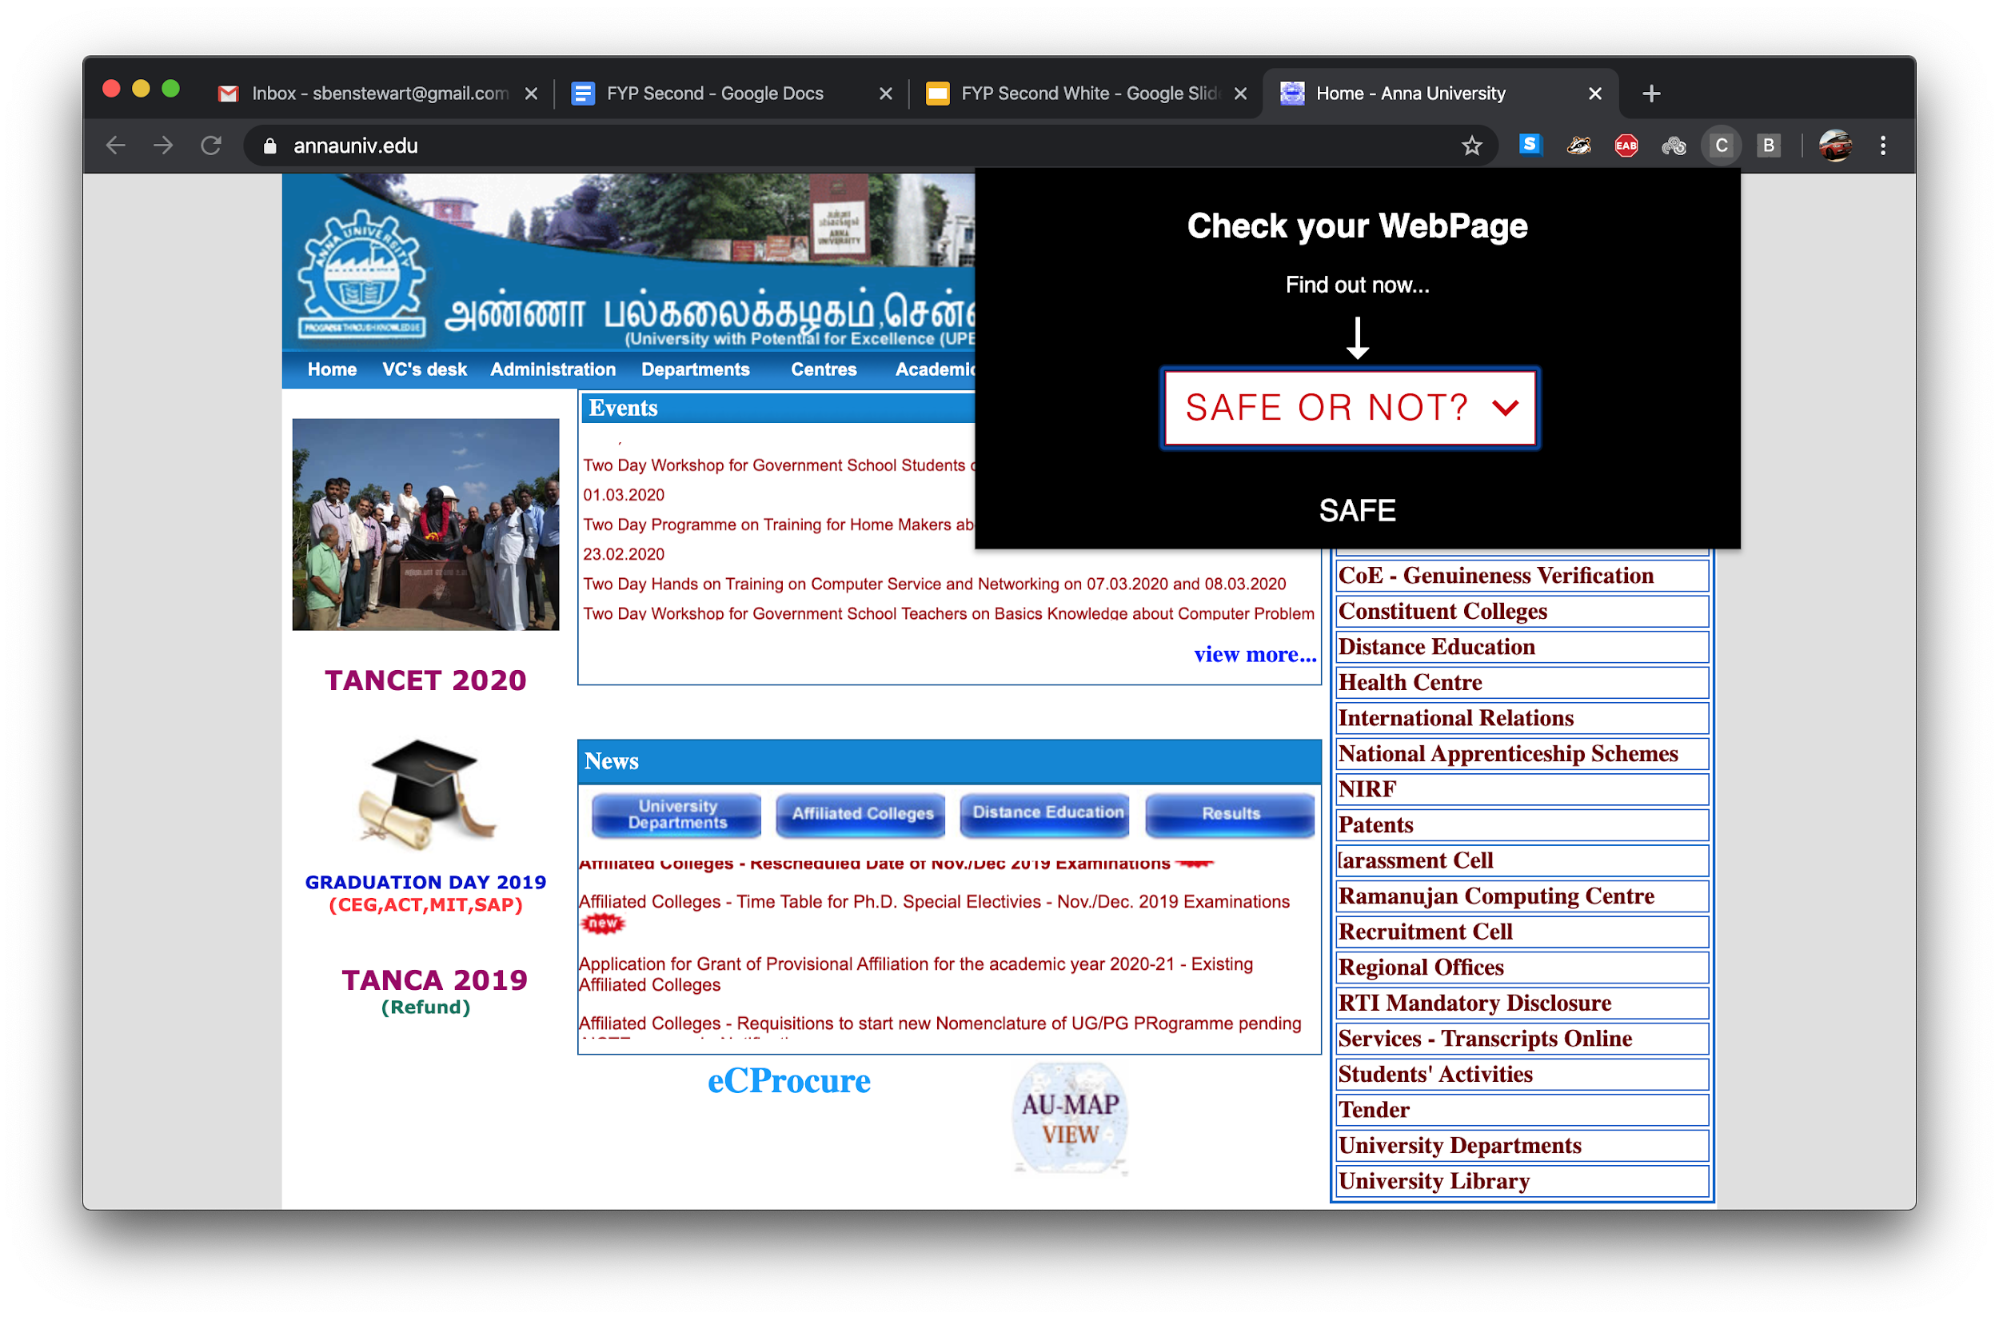 Inbox - sbenstewart@gmail.com
FYP Second - Google Docs
FYP Second White - Google Slid
Home - Anna University
annauniv.edu
S
EAB
C
B
Check your WebPage
Find out now...
SAFE OR NOT?
SAFE
ANNA UNIVERSITY
PROGRESS THROUGH KNOWLEDGE
ANNA
UNIVERSITY
அண்ணா பல்கலைக்கழகம்,
(University with Potential for Excellence (UPE
Home
VC's desk
Administration
Departments
Centres
Academic
TANCET 2020
GRADUATION DAY 2019
(CEG,ACT,MIT,SAP)
TANCA 2019
(Refund)
Events
Two Day Workshop for Government School Students
01.03.2020
Two Day Programme on Training for Home Makers ab
23.02.2020
Two Day Hands on Training on Computer Service and Networking on 07.03.2020 and 08.03.2020
Two Day Workshop for Government School Teachers on Basics Knowledge about Computer Problem
view more...
News
University
Departments
Affiliated Colleges
Distance Education
Results
Affiliated Colleges - Rescheduled Date of Nov./Dec 2019 Examinations
Affiliated Colleges - Time Table for Ph.D. Special Electivies - Nov./Dec. 2019 Examinations
new
Application for Grant of Provisional Affiliation for the academic year 2020-21 - Existing
Affiliated Colleges
Affiliated Colleges - Requisitions to start new Nomenclature of UG/PG PRogramme pending
eCProcure
AU-MAP
VIEW
CoE - Genuineness Verification
Constituent Colleges
Distance Education
Health Centre
International Relations
National Apprenticeship Schemes
NIRF
Patents
arassment Cell
Ramanujan Computing Centre
Recruitment Cell
Regional Offices
RTI Mandatory Disclosure
Services - Transcripts Online
Students' Activities
Tender
University Departments
University Library